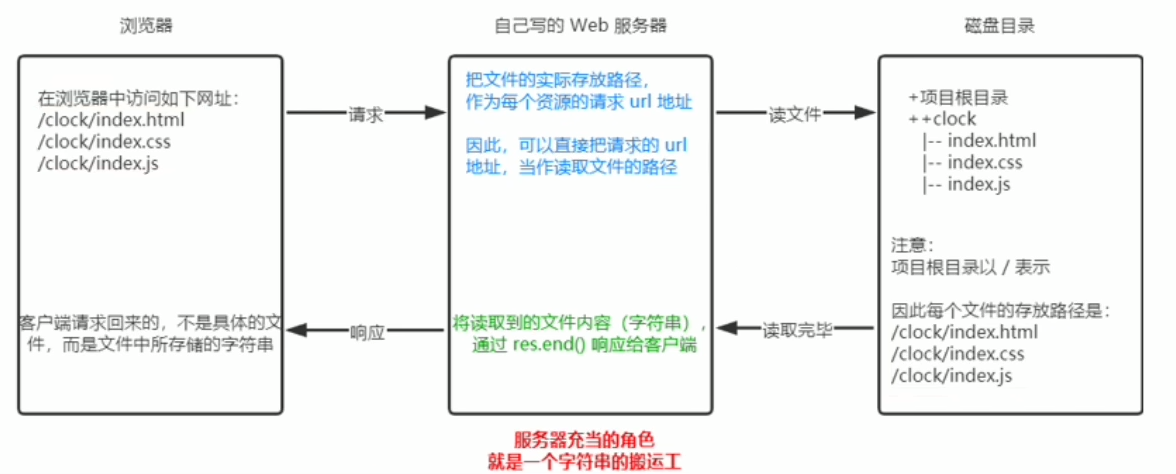 浏览器
自己写的 Web 服务器
磁盘目录
在浏览器中访问如下网址：
/clock/index.html
/clock/index.css
/clock/index.js
请求
把文件的实际存放路径，
作为每个资源的请求 url 地址
因此，可以直接把请求的 url
地址，当作读取文件的路径
读文件
+项目根目录
++clock
|-- index.html
|-- index.css
|-- index.js
注意：
项目根目录以 / 表示
因此每个文件的存放路径是：
/clock/index.html
/clock/index.css
/clock/index.js
读取完毕
将读取到的文件内容（字符串），
通过 res.end() 响应给客户端
响应
客户端请求回来的，不是具体的文
件，而是文件中所存储的字符串
服务器充当的角色
就是一个字符串的搬运工